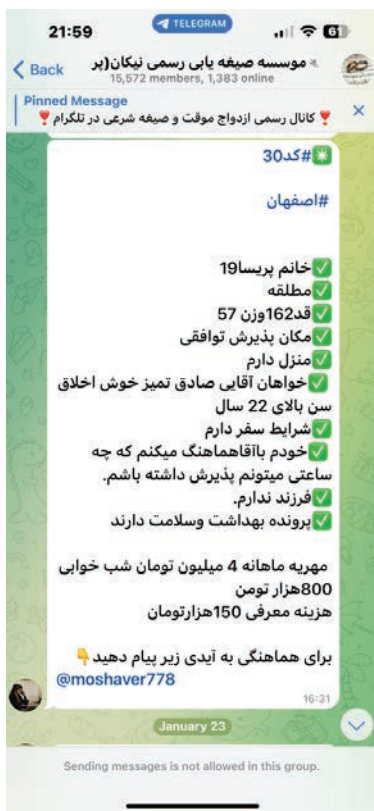 21:59
TELEGRAM
6
Back
موسسه صیغه یابی رسمی نیکان(پر
15,572 members, 1,383 online
Pinned Message
❣️ کانال رسمی ازدواج موقت و صیغه شرعی در تلگرام ❣️
✳️#کد30
#اصفهان
✅خانم پریسا19
✅مطلقه
✅قد162وزن 57
✅مکان پذیرش توافقی
✅منزل دارم
✅خواهان آقایی صادق تمیز خوش اخلاق
سن بالای 22 سال
✅شرایط سفر دارم
✅خودم باآقاهماهنگ میکنم که چه
ساعتی میتونم پذیرش داشته باشم.
✅فرزند ندارم.
✅پرونده بهداشت وسلامت دارند
مهریه ماهانه 4 میلیون تومان شب خوابی
800هزار تومن
هزینه معرفی 150هزارتومان
برای هماهنگی به آیدی زیر پیام دهید👇
@moshaver778
16:31
January 23
Sending messages is not allowed in this group.